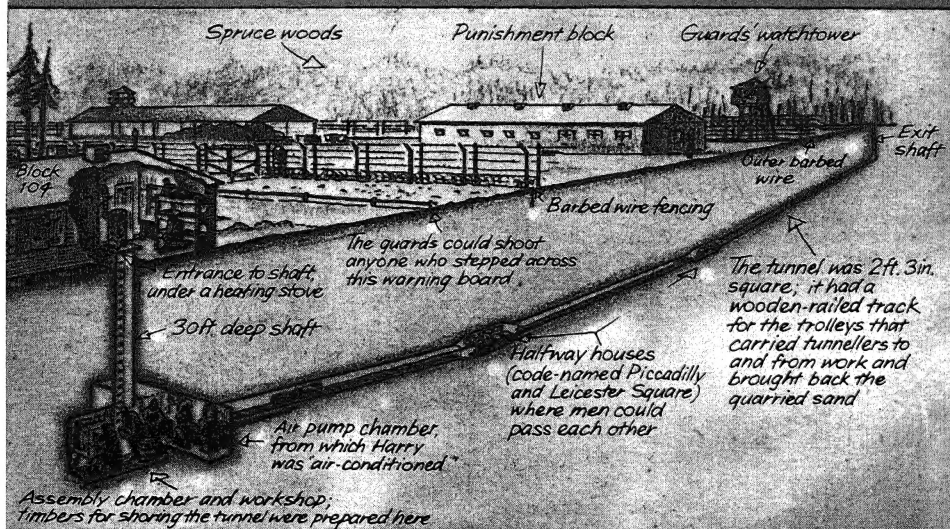 Spruce woods
Punishment block
Guards' watchtower
Block
104
Exit
shaft
Outer barbed
wire
Barbed wire fencing
The guards could shoot
anyone who stepped across
this warning board
Entrance to shaft
under a heating stove
30ft. deep shaft
The tunnel was 2ft. 3in.
square; it had a
wooden-railed track
for the trolleys that
carried tunnellers to
and from work and
brought back the
quarried sand
Halfway houses
(code-named Piccadilly
and Leicester Square)
where men could
pass each other
Air pump chamber,
from which Harry
was "air-conditioned"
Assembly chamber and workshop;
timbers for shoring the tunnel were prepared here